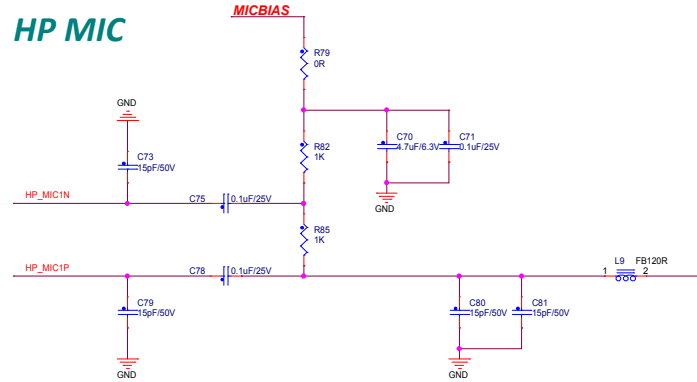 MICBIAS
HP MIC
R79
0R
GND
R82
1K
C70
4.7uF/6.3V
C71
0.1uF/25V
C73
15pF/50V
HP_MIC1N
C75
0.1uF/25V
GND
R85
1K
HP_MIC1P
C78
0.1uF/25V
L9 FB120R
1 2
C79
15pF/50V
C80
15pF/50V
C81
15pF/50V
GND
GND